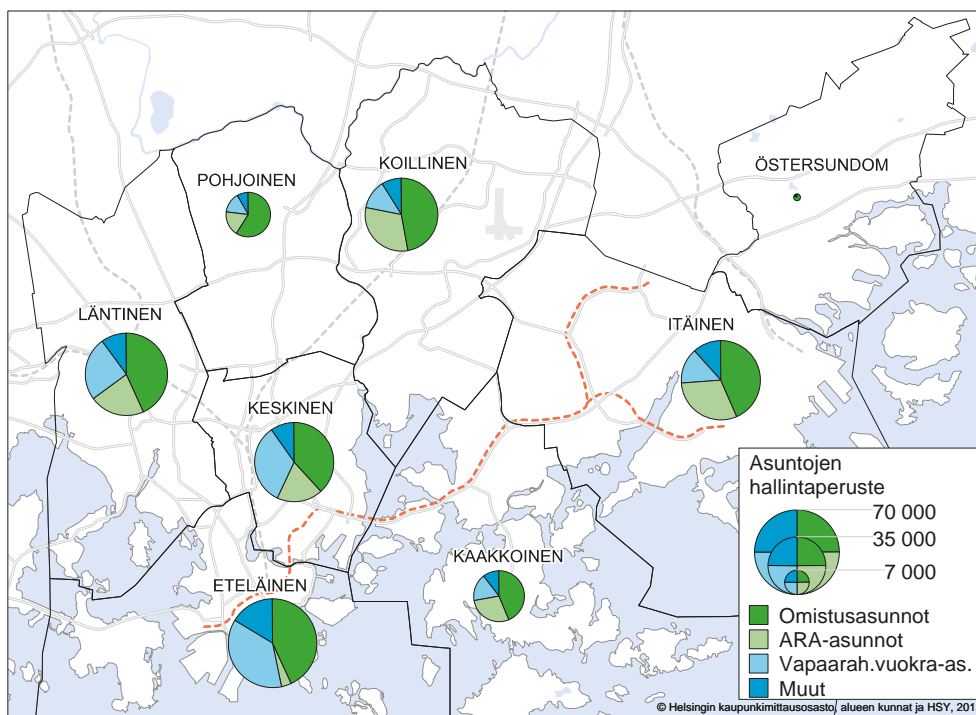 KOILLINEN
ÖSTERSUNDOM
POHJOINEN
LÄNTINEN
ITÄINEN
KESKINEN
KAAKKOINEN
ETELÄINEN
Asuntojen
hallintaperuste
70 000
35 000
7 000
Omistusasunnot
ARA-asunnot
Vapaarah.vuokra-as.
Muut
© Helsingin kaupunkimittausosasto, alueen kunnat ja HSY, 201